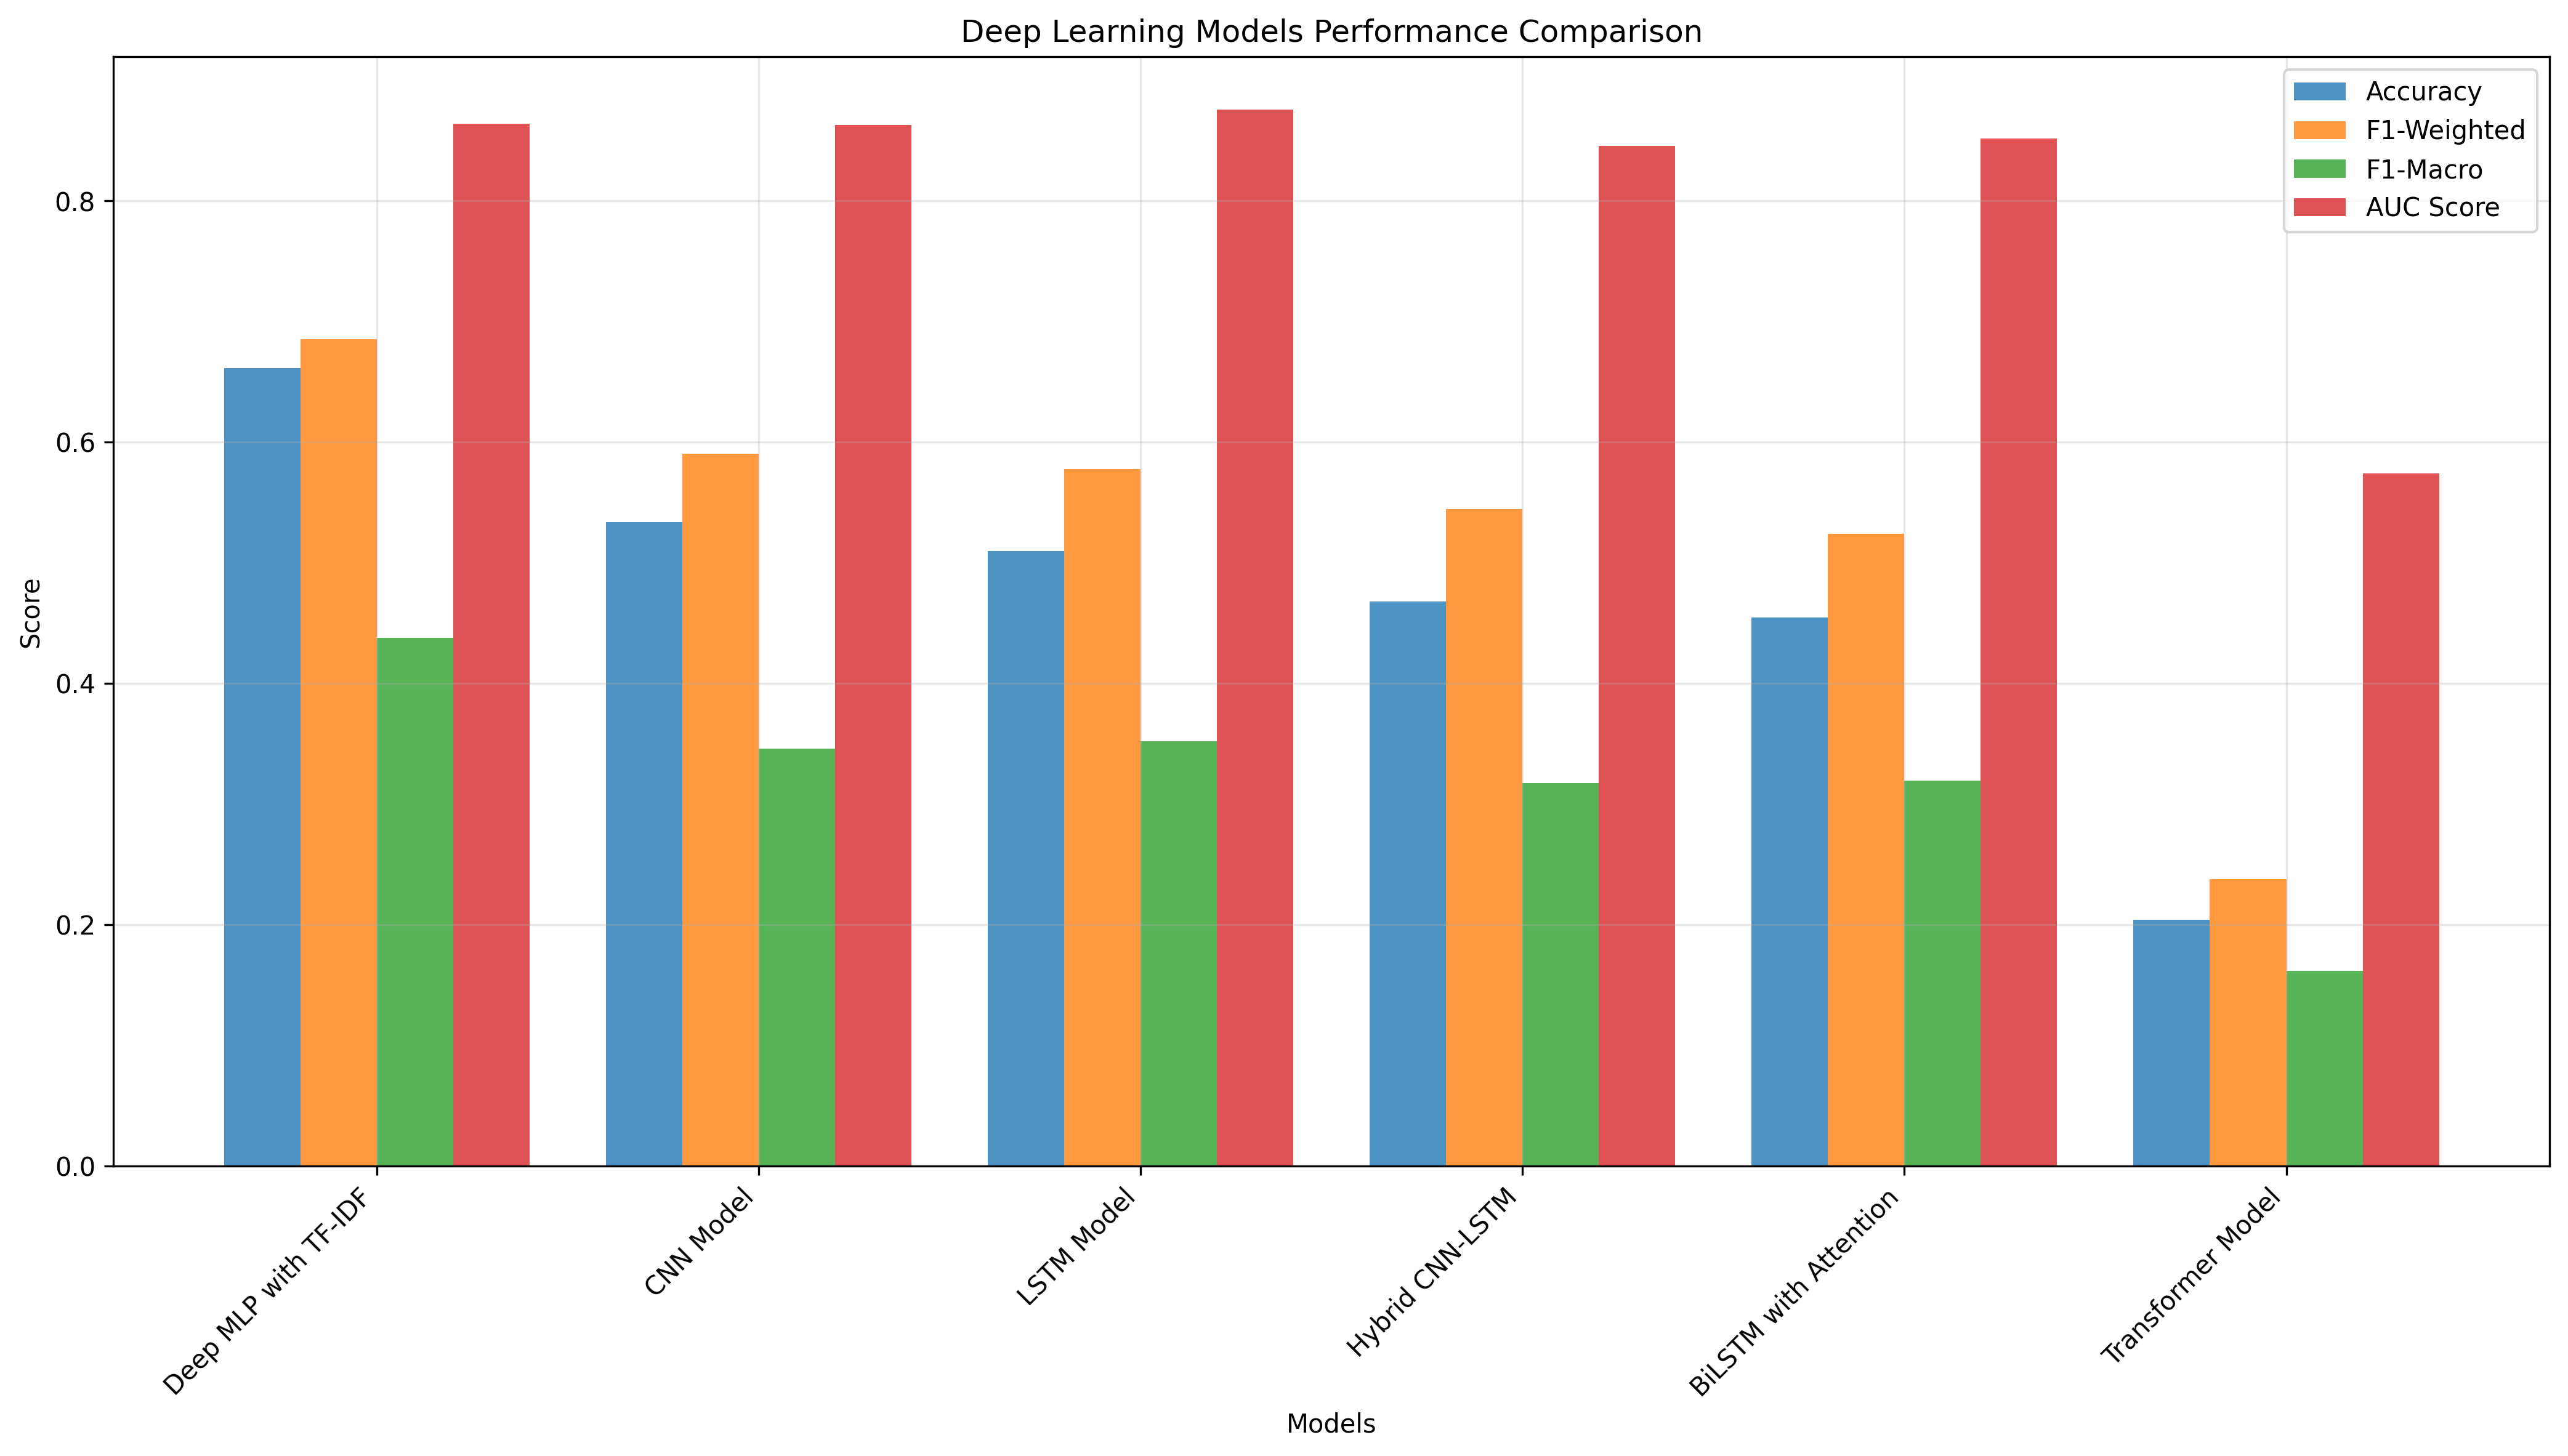 Deep Learning Models Performance Comparison
Accuracy
F1-Weighted
F1-Macro
AUC Score
Score
0.8
0.6
0.4
0.2
0.0
Deep MLP with TF-IDF
CNN Model
LSTM Model
Hybrid CNN-LSTM
BiLSTM with Attention
Transformer Model
Models